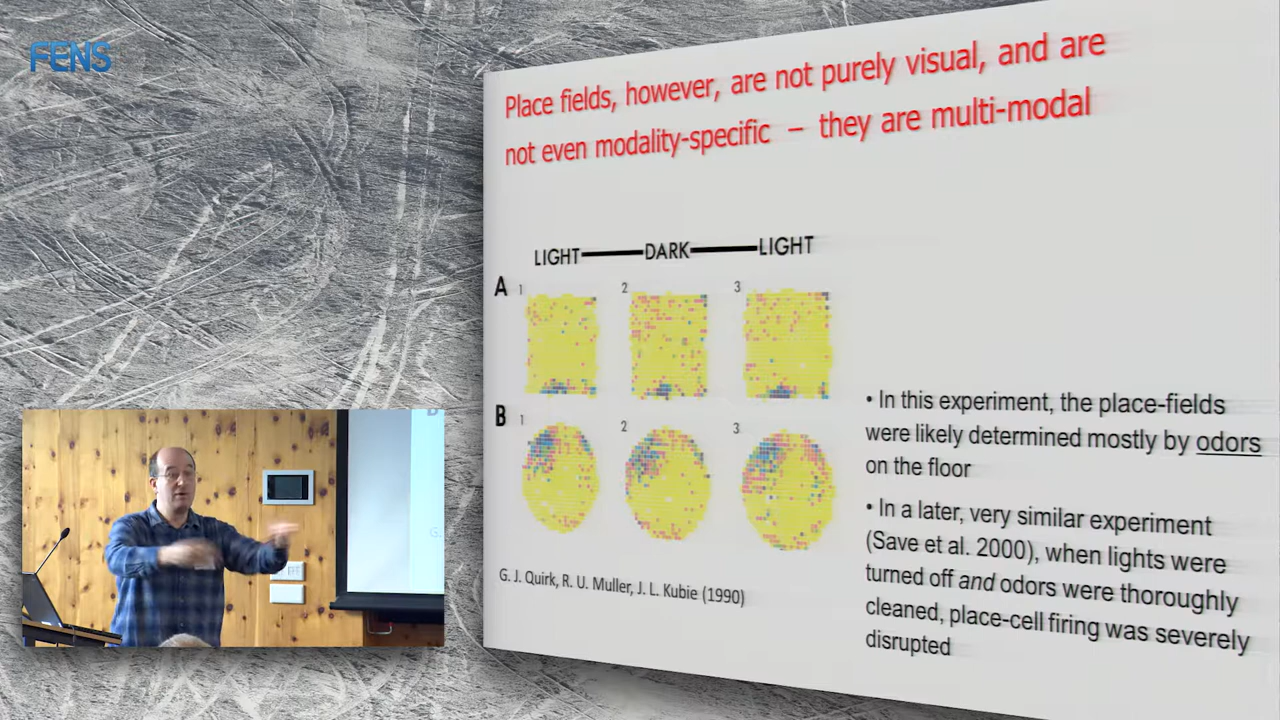 FENS
Place fields, however, are not purely visual, and are
not even modality-specific – they are multi-modal
LIGHT DARK LIGHT
A 1 2 3
B 1 2 3
G. J. Quirk, R. U. Muller, J. L. Kubie (1990)
• In this experiment, the place-fields
were likely determined mostly by odors
on the floor
• In a later, very similar experiment
(Save et al. 2000), when lights were
turned off and odors were thoroughly
cleaned, place-cell firing was severely
disrupted